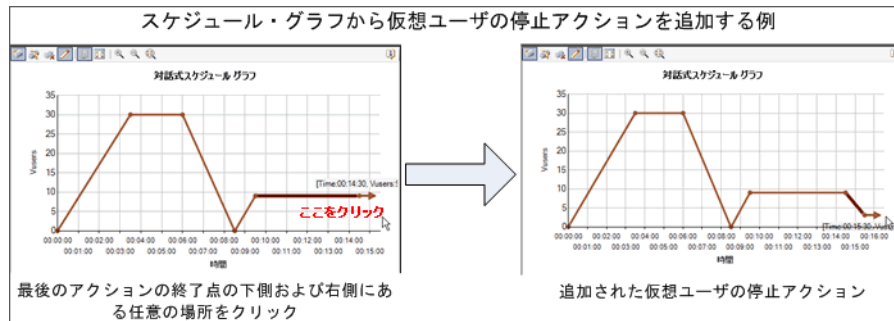 スケジュール・グラフから仮想ユーザの停止アクションを追加する例
対話式スケジュール グラフ
Vusers
35
30
25
20
15
10
5
0
[Time:00:14:30, Vusers:
ここをクリック
00:00:00 00:02:00 00:04:00 00:06:00 00:08:00 00:10:00 00:12:00 00:14:00
00:01:00 00:03:00 00:05:00 00:07:00 00:09:00 00:11:00 00:13:00 00:15:00
時間
最後のアクションの終了点の下側および右側にあ
る任意の場所をクリック
対話式スケジュール グラフ
Vusers
35
30
25
20
15
10
5
0
[Time:00:15:30, Vus
00:00:00 00:02:00 00:04:00 00:06:00 00:08:00 00:10:00 00:12:00 00:14:00 00:16:00
00:01:00 00:03:00 00:05:00 00:07:00 00:09:00 00:11:00 00:13:00 00:15:00
時間
追加された仮想ユーザの停止アクション